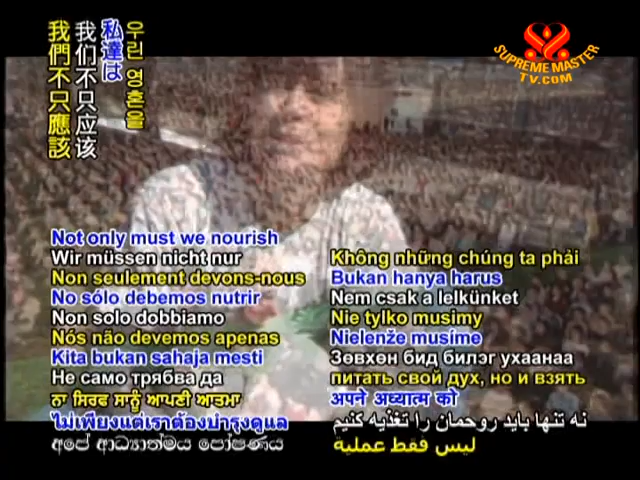 SUPREME MASTER
TV.COM
우린 영혼을
私達は
我们不只应该
我們不只應該
Not only must we nourish
Wir müssen nicht nur
Non seulement devons-nous
No sólo debemos nutrir
Non solo dobbiamo
Nós não devemos apenas
Kita bukan sahaja mesti
Не само трябва да
ਨਾ ਸਿਰਫ ਸਾਨੂੰ ਆਪਣੀ ਆਤਮਾ
ไม่เพียงแต่เราต้องบำรุงดูแล
අපේ ආධ්‍යාත්මය පෝෂණය
Không những chúng ta phải
Bukan hanya harus
Nem csak a lelkünket
Nie tylko musimy
Nielenže musíme
Зөвхөн бид билэг ухаанаа
питать свой дух, но и взять
अपने अध्यात्म को
نه تنها باید روحمان را تغذیه کنیم
ليس فقط عملية